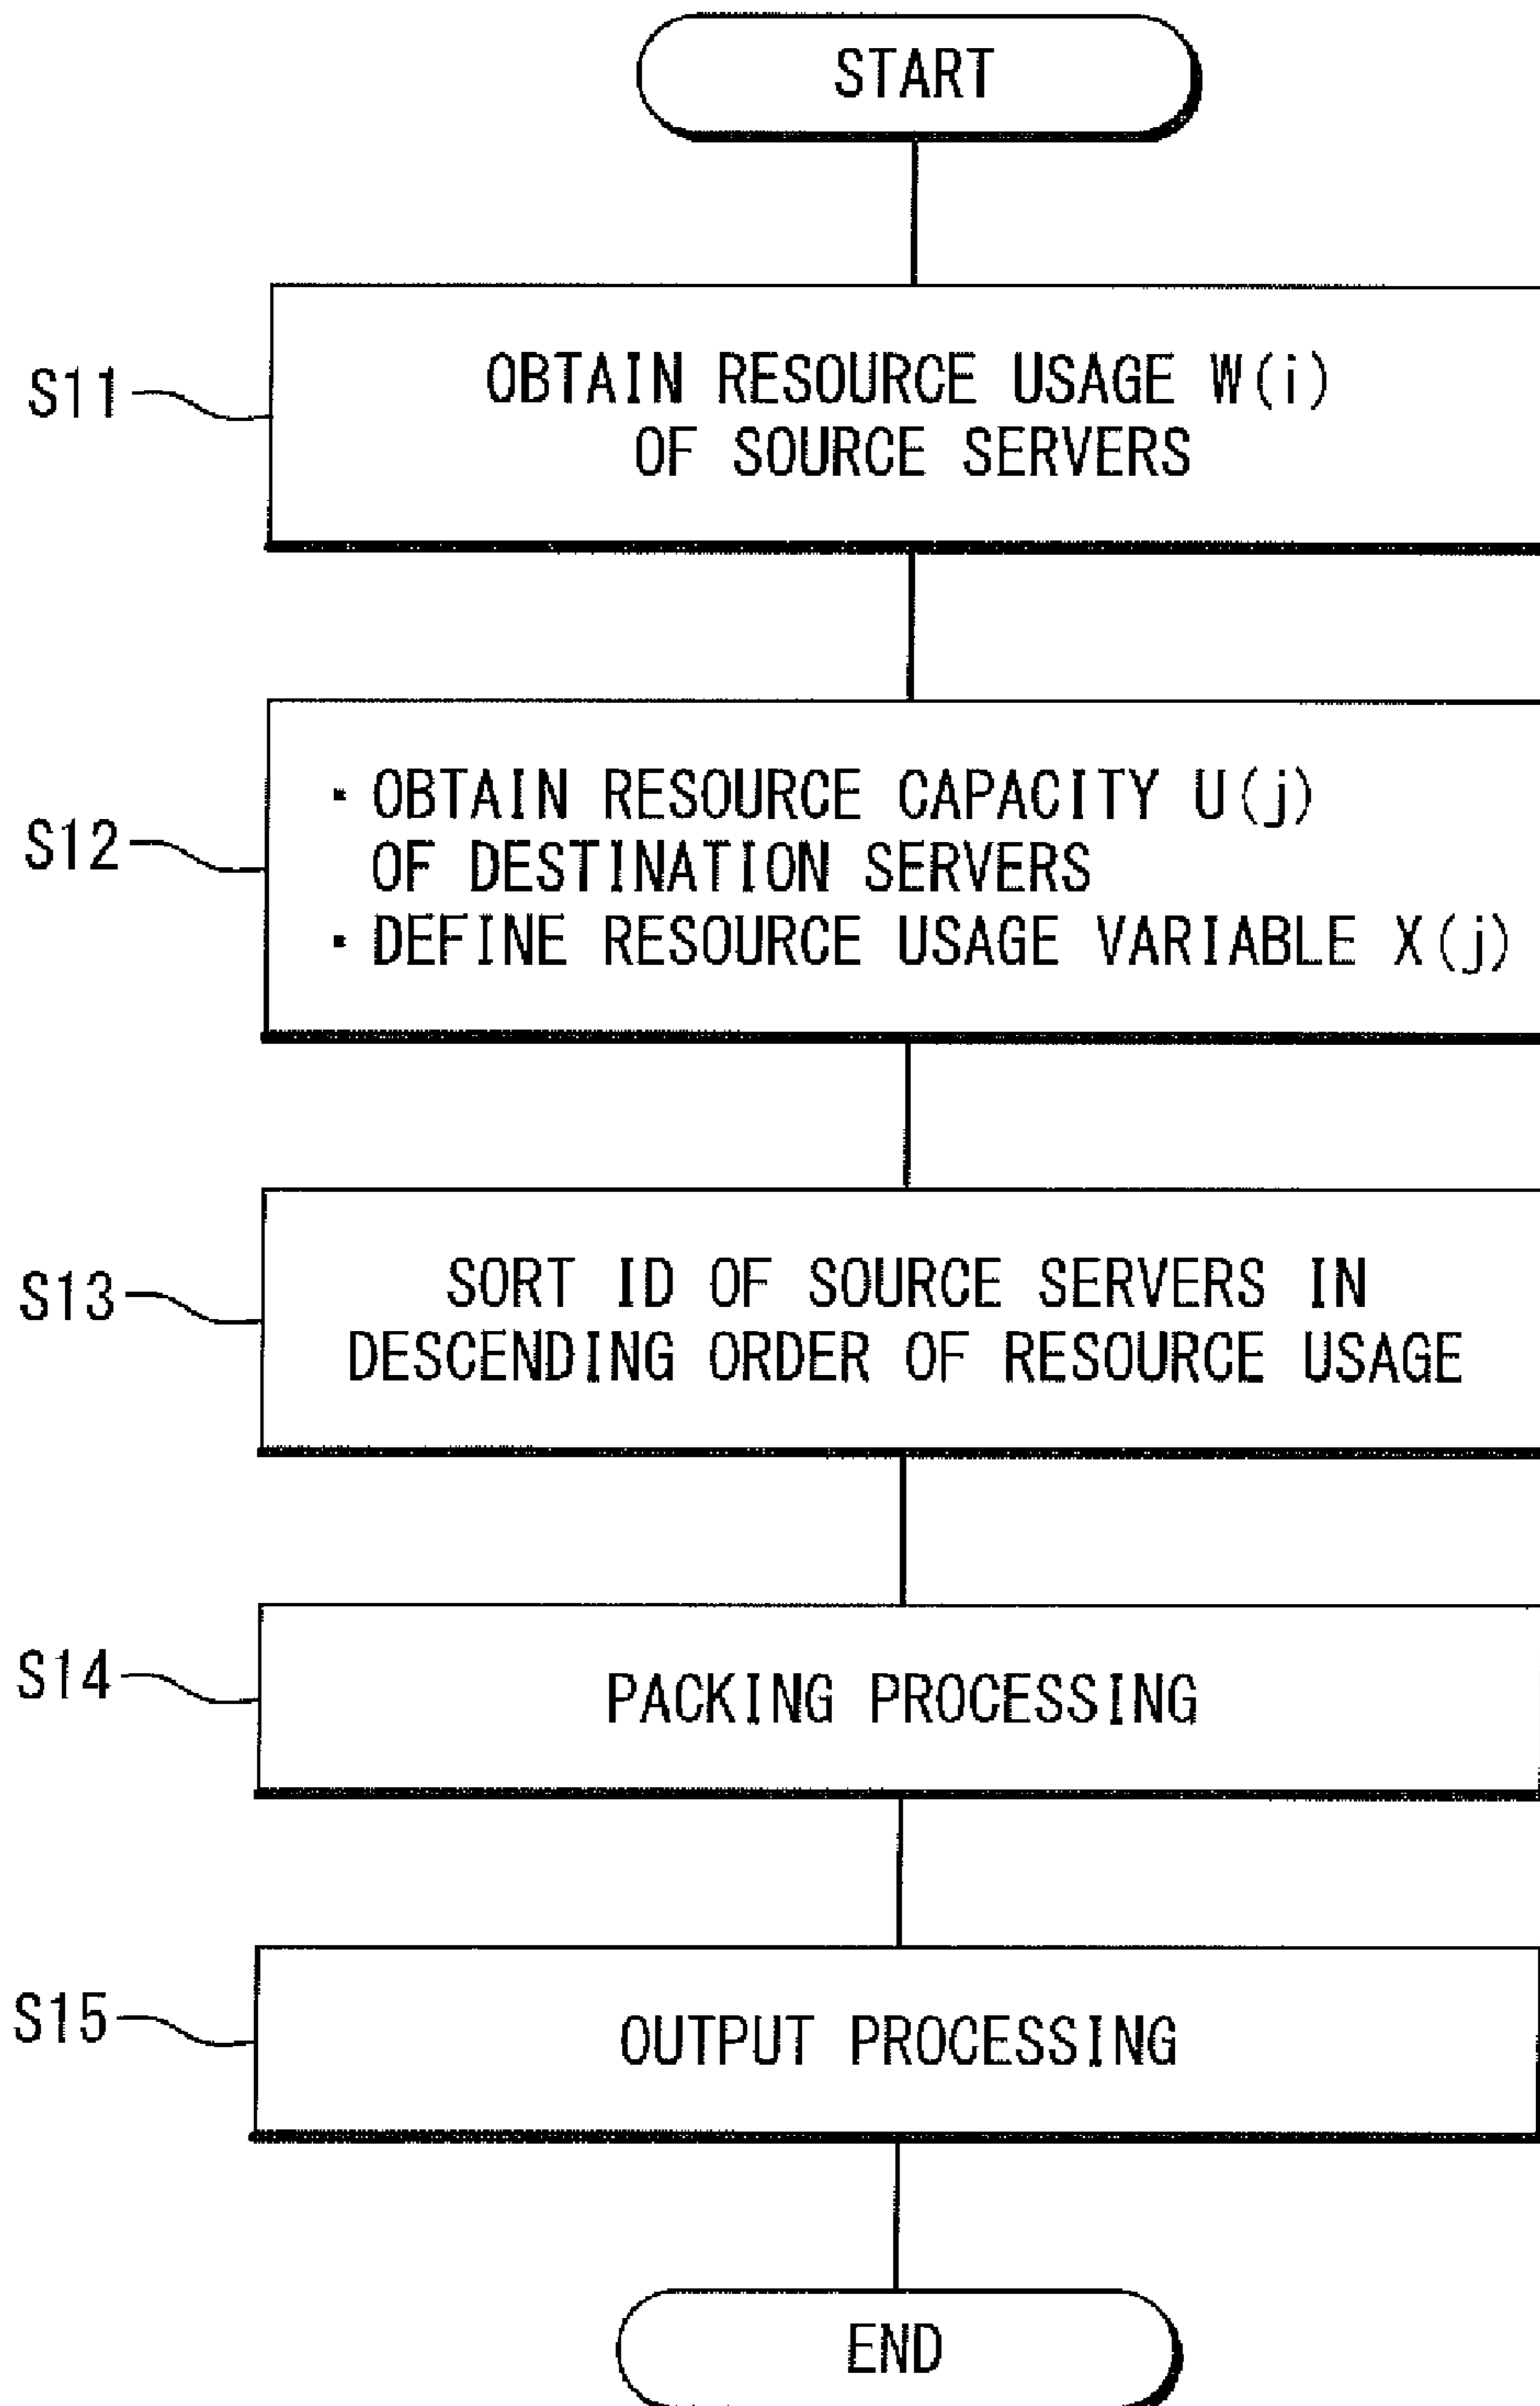 START
S11
OBTAIN RESOURCE USAGE W(i)
OF SOURCE SERVERS
S12
・OBTAIN RESOURCE CAPACITY U(j)
OF DESTINATION SERVERS
・DEFINE RESOURCE USAGE VARIABLE X(j)
S13
SORT ID OF SOURCE SERVERS IN
DESCENDING ORDER OF RESOURCE USAGE
S14
PACKING PROCESSING
S15
OUTPUT PROCESSING
END